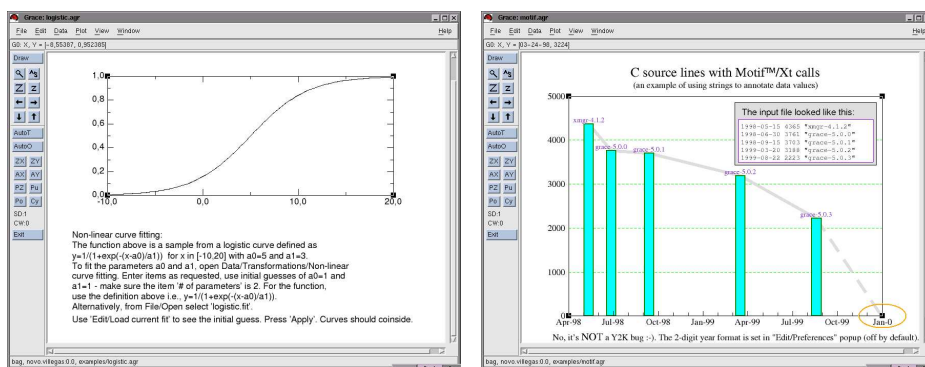 Grace: logistic.agr
File Edit Data Plot View Window Help
G0: X, Y = [-8,55387, 0,952385]
Draw
Z z
AutoT
AutoO
ZX ZY
AX AY
PZ Pu
Po Cy
SD:1
CW:0
Exit
1,0
0,8
0,6
0,4
0,2
0,0
-10,0 0,0 10,0 20,0
Non-linear curve fitting:
The function above is a sample from a logistic curve defined as
y=1/(1+exp(-(x-a0)/a1)) for x in [-10,20] with a0=5 and a1=3.
To fit the parameters a0 and a1, open Data/Transformations/Non-linear
curve fitting. Enter items as requested, use initial guesses of a0=1 and
a1=1 - make sure the item '# of parameters' is 2. For the function,
use the definition above i.e., y=1/(1+exp(-(x-a0)/a1)).
Alternatively, from File/Open select 'logistic.fit'.
Use 'Edit/Load current fit' to see the initial guess. Press 'Apply'. Curves should coinside.
bag, novo.villegas:0.0, examples/logistic.agr
Grace: motif.agr
File Edit Data Plot View Window Help
G0: X, Y = [03-24-98, 3224]
Draw
Z z
AutoT
AutoO
ZX ZY
AX AY
PZ Pu
Po Cy
SD:1
CW:0
Exit
C source lines with Motif™/Xt calls
(an example of using strings to annotate data values)
The input file looked like this:
1998-05-15 4365 "xmgr-4.1.2"
1998-06-30 3761 "grace-5.0.0"
1998-09-15 3703 "grace-5.0.1"
1999-03-20 3188 "grace-5.0.2"
1999-08-22 2223 "grace-5.0.3"
xmgr-4.1.2
grace-5.0.0
grace-5.0.1
grace-5.0.2
grace-5.0.3
5000
4000
3000
2000
1000
0
Apr-98 Jul-98 Oct-98 Jan-99 Apr-99 Jul-99 Oct-99 Jan-0
No, it's NOT a Y2K bug :-). The 2-digit year format is set in "Edit/Preferences" popup (off by default).
bag, novo.villegas:0.0, examples/motif.agr